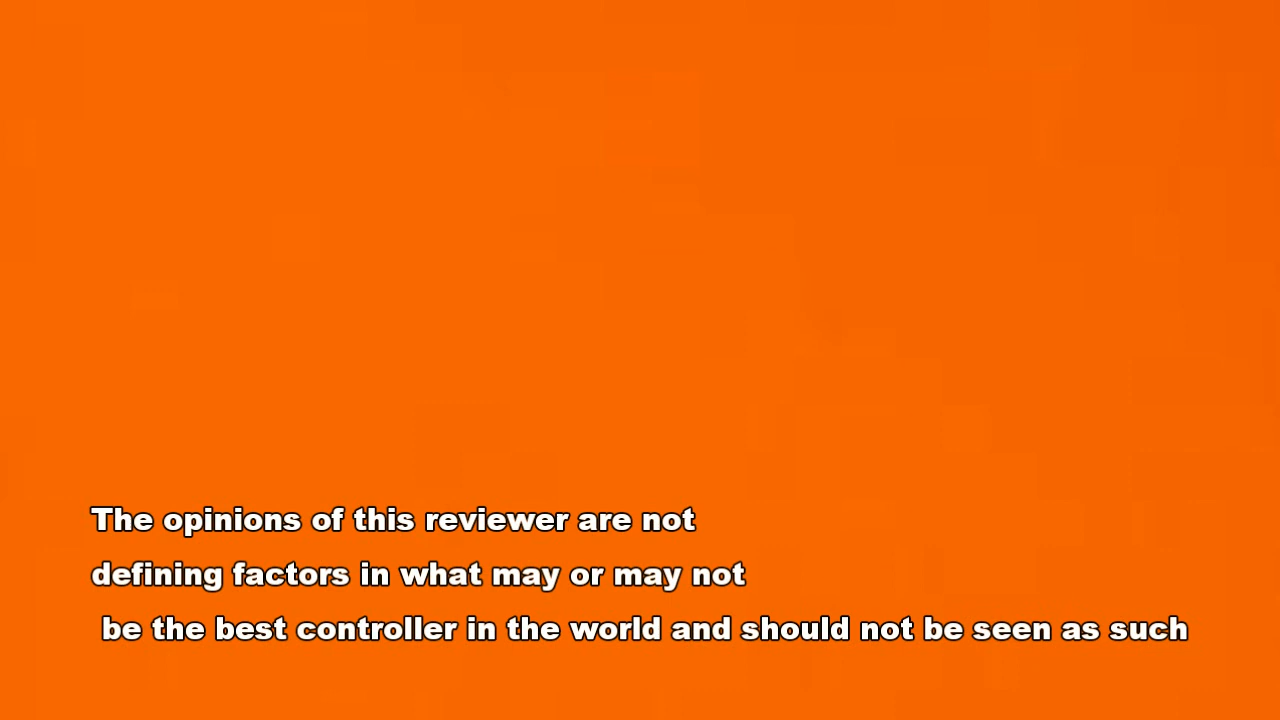 The opinions of this reviewer are not
defining factors in what may or may not
be the best controller in the world and should not be seen as such